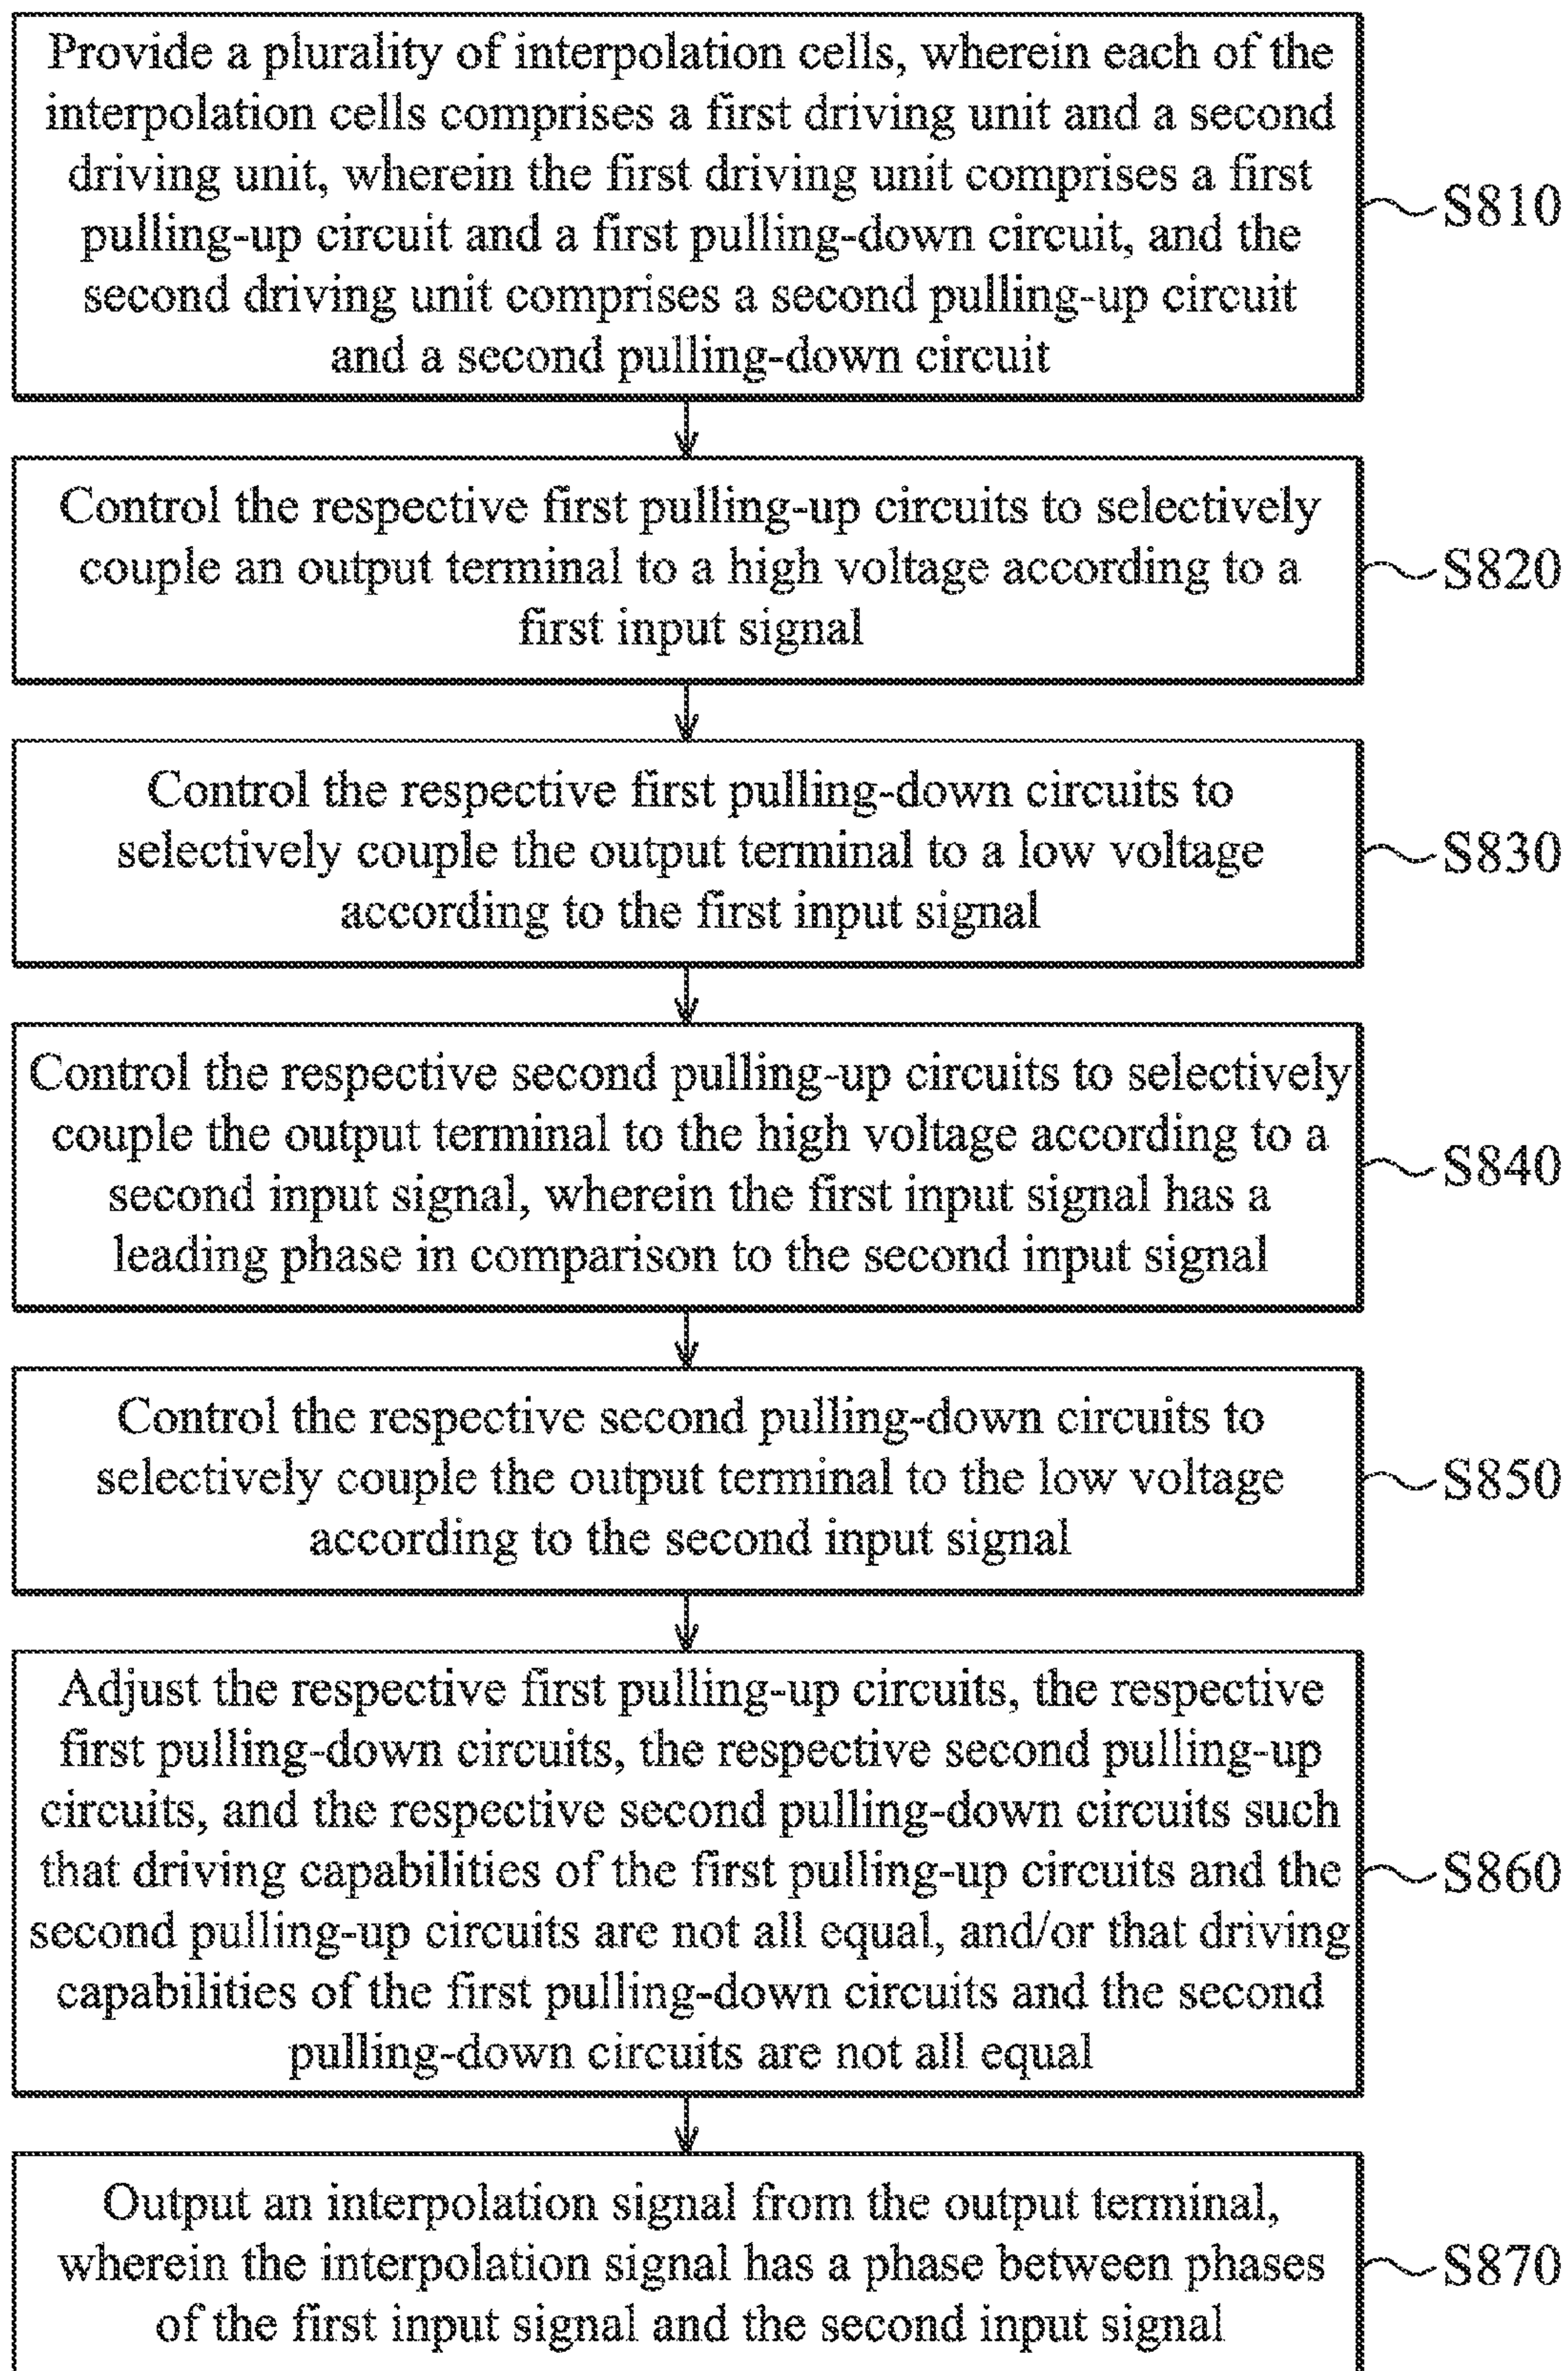 Provide a plurality of interpolation cells, wherein each of the
interpolation cells comprises a first driving unit and a second
driving unit, wherein the first driving unit comprises a first
pulling-up circuit and a first pulling-down circuit, and the
second driving unit comprises a second pulling-up circuit
and a second pulling-down circuit
S810
Control the respective first pulling-up circuits to selectively
couple an output terminal to a high voltage according to a
first input signal
S820
Control the respective first pulling-down circuits to
selectively couple the output terminal to a low voltage
according to the first input signal
S830
Control the respective second pulling-up circuits to selectively
couple the output terminal to the high voltage according to a
second input signal, wherein the first input signal has a
leading phase in comparison to the second input signal
S840
Control the respective second pulling-down circuits to
selectively couple the output terminal to the low voltage
according to the second input signal
S850
Adjust the respective first pulling-up circuits, the respective
first pulling-down circuits, the respective second pulling-up
circuits, and the respective second pulling-down circuits such
that driving capabilities of the first pulling-up circuits and the
second pulling-up circuits are not all equal, and/or that driving
capabilities of the first pulling-down circuits and the second
pulling-down circuits are not all equal
S860
Output an interpolation signal from the output terminal,
wherein the interpolation signal has a phase between phases
of the first input signal and the second input signal
S870